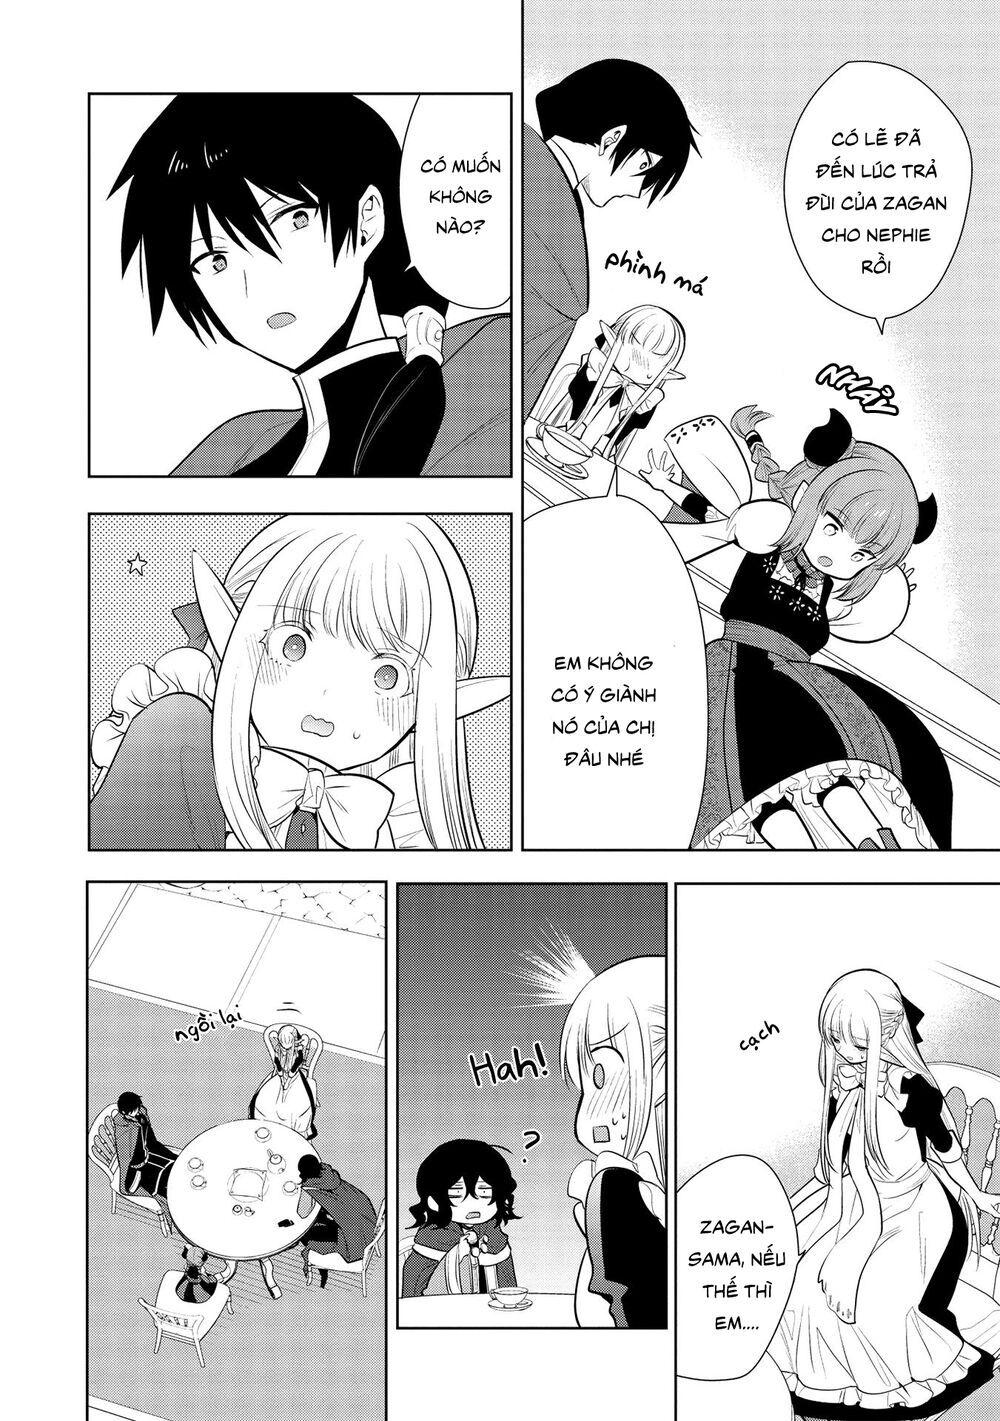 CÓ LẼ ĐÃ
ĐẾN LÚC TRẢ
ĐÙI CỦA ZAGAN
CHO NEPHIE
RỒI
phình má
NHẢY
EM KHÔNG
CÓ Ý GIÀNH
NÓ CỦA CHỊ
ĐÂU NHÉ
CÓ MUỐN
KHÔNG
NÀO?
cạch
ZAGAN-
SAMA, NẾU
THẾ THÌ
EM....
Hah!
?
ngồi lại